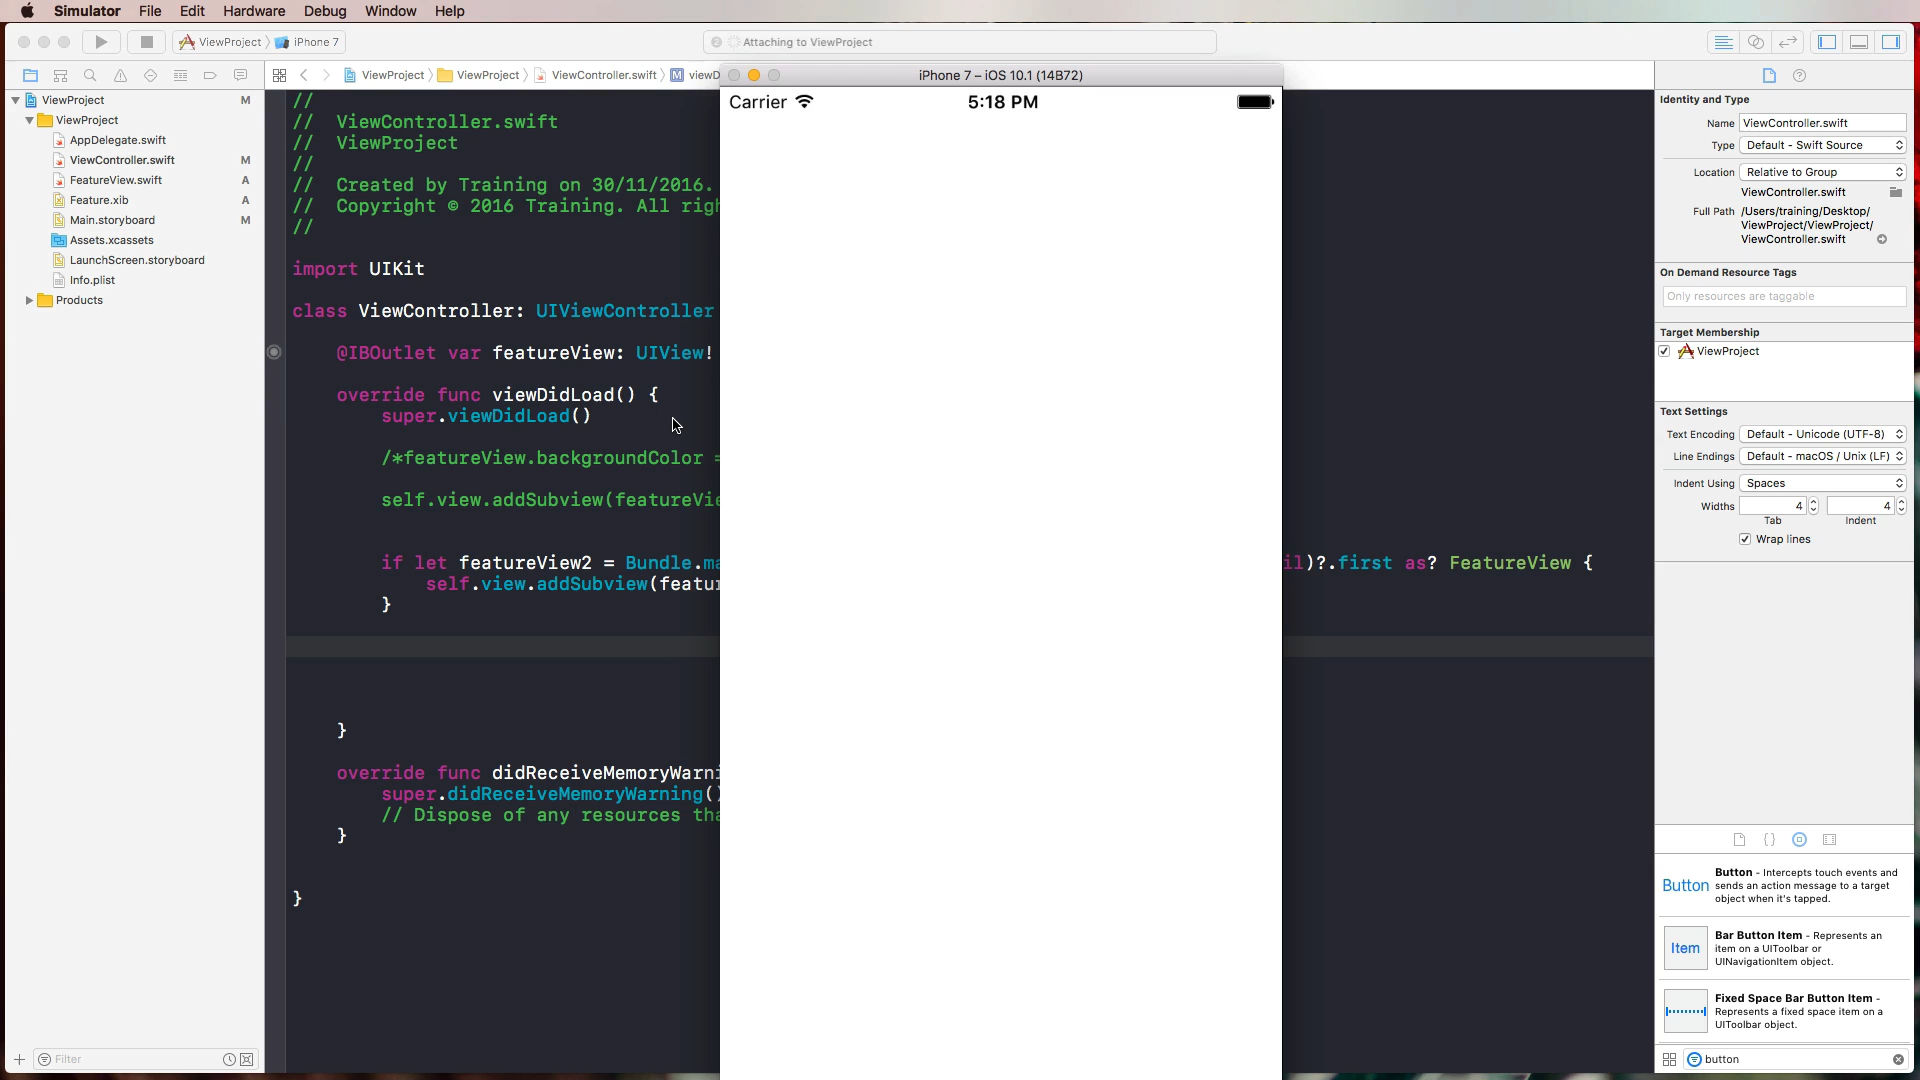 Simulator File Edit Hardware Debug Window Help
ViewProject iPhone 7
2 Attaching to ViewProject
ViewProject ViewProject ViewController.swift M viewD
iPhone 7 – iOS 10.1 (14B72)
Carrier 5:18 PM
ViewProject M
ViewProject
AppDelegate.swift
ViewController.swift M
FeatureView.swift A
Feature.xib A
Main.storyboard M
Assets.xcassets
LaunchScreen.storyboard
Info.plist
Products
Filter
//
// ViewController.swift
// ViewProject
//
// Created by Training on 30/11/2016.
// Copyright © 2016 Training. All righ
//
import UIKit
class ViewController: UIViewController
@IBOutlet var featureView: UIView!
override func viewDidLoad() {
super.viewDidLoad()
/*featureView.backgroundColor =
self.view.addSubview(featureVie
if let featureView2 = Bundle.ma il)?.first as? FeatureView {
self.view.addSubview(featur
}
}
override func didReceiveMemoryWarni
super.didReceiveMemoryWarning()
// Dispose of any resources tha
}
}
Identity and Type
Name ViewController.swift
Type Default - Swift Source
Location Relative to Group
ViewController.swift
Full Path /Users/training/Desktop/
ViewProject/ViewProject/
ViewController.swift
On Demand Resource Tags
Only resources are taggable
Target Membership
ViewProject
Text Settings
Text Encoding Default - Unicode (UTF-8)
Line Endings Default - macOS / Unix (LF)
Indent Using Spaces
Widths 4 4
Tab Indent
Wrap lines
Button
Button - Intercepts touch events and
sends an action message to a target
object when it's tapped.
Item
Bar Button Item - Represents an
item on a UIToolbar or
UINavigationItem object.
Fixed Space Bar Button Item -
Represents a fixed space item on a
UIToolbar object.
button